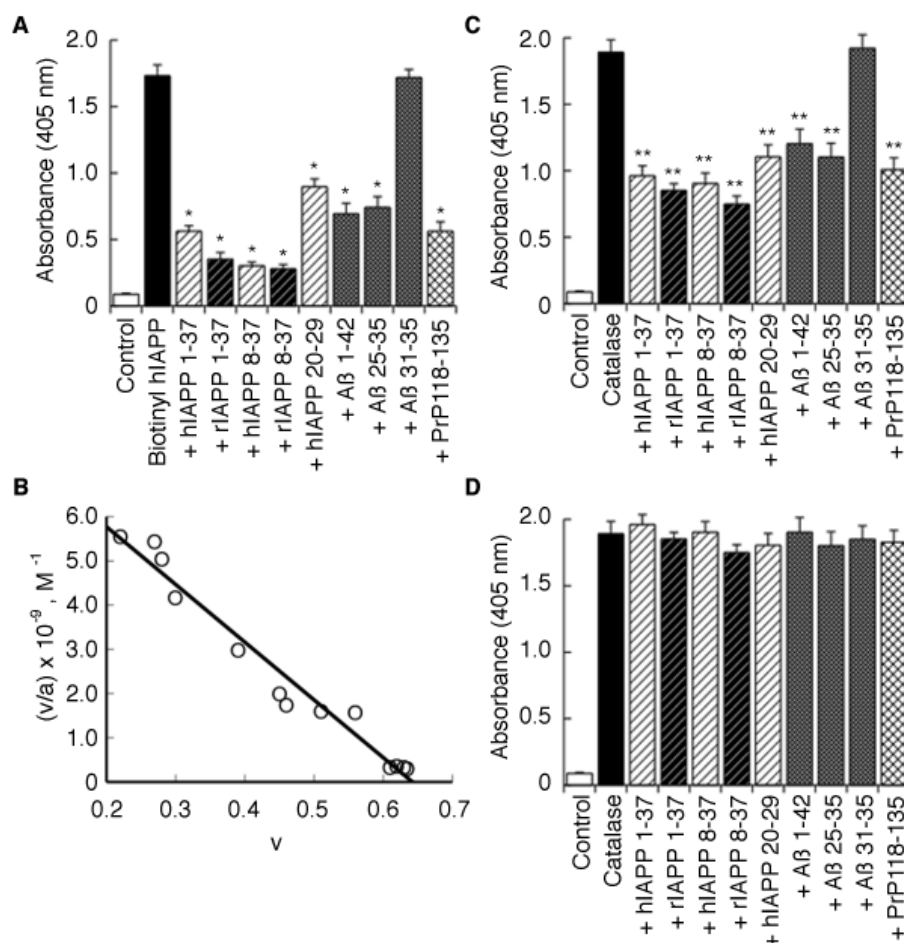 A
Absorbance (405 nm)
2.0
1.5
1.0
0.5
0
*
*
*
*
*
*
*
*
Control
Biotinyl hIAPP
+ hIAPP 1-37
+ rIAPP 1-37
+ hIAPP 8-37
+ rIAPP 8-37
+ hIAPP 20-29
+ Aß 1-42
+ Aß 25-35
+ Aß 31-35
+ PrP118-135
B
(v/a) x 10⁻⁹ , M⁻¹
6.0
5.0
4.0
3.0
2.0
1.0
0
0.2 0.3 0.4 0.5 0.6 0.7
v
C
Absorbance (405 nm)
2.0
1.5
1.0
0.5
0
**
**
**
**
**
**
**
**
Control
Catalase
+ hIAPP 1-37
+ rIAPP 1-37
+ hIAPP 8-37
+ rIAPP 8-37
+ hIAPP 20-29
+ Aß 1-42
+ Aß 25-35
+ Aß 31-35
+ PrP118-135
D
Absorbance (405 nm)
2.0
1.5
1.0
0.5
0
Control
Catalase
+ hIAPP 1-37
+ rIAPP 1-37
+ hIAPP 8-37
+ rIAPP 8-37
+ hIAPP 20-29
+ Aß 1-42
+ Aß 25-35
+ Aß 31-35
+ PrP118-135